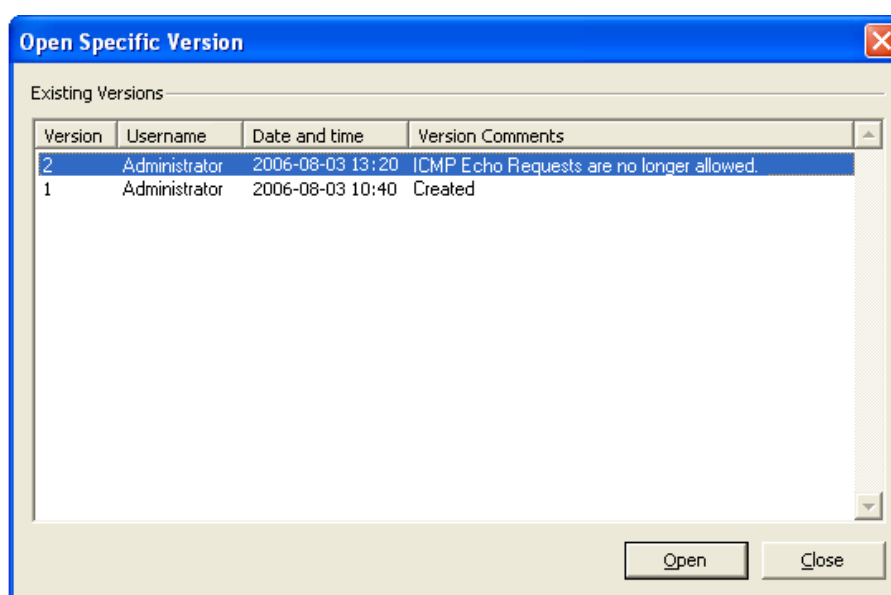 Open Specific Version
Existing Versions
Version Username Date and time Version Comments
2 Administrator 2006-08-03 13:20 ICMP Echo Requests are no longer allowed.
1 Administrator 2006-08-03 10:40 Created
Open Close